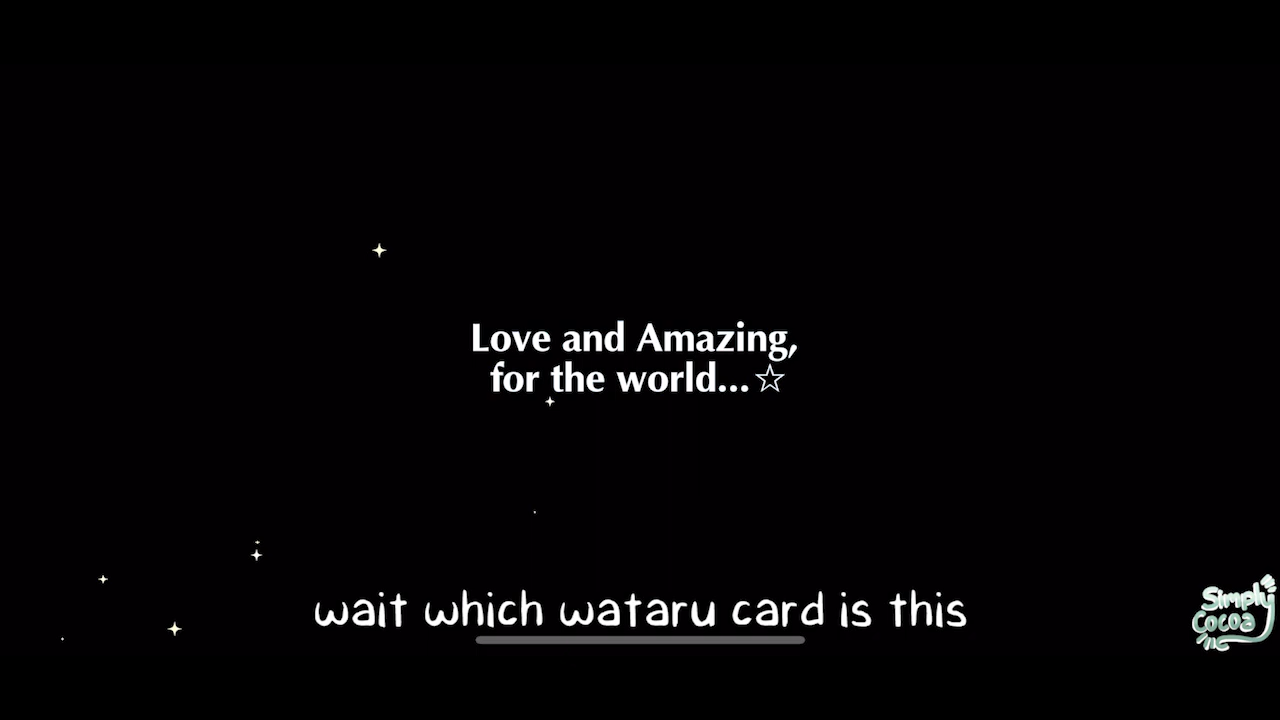 Love and Amazing,
for the world...☆
wait which wataru card is this
Simply
Cocoa